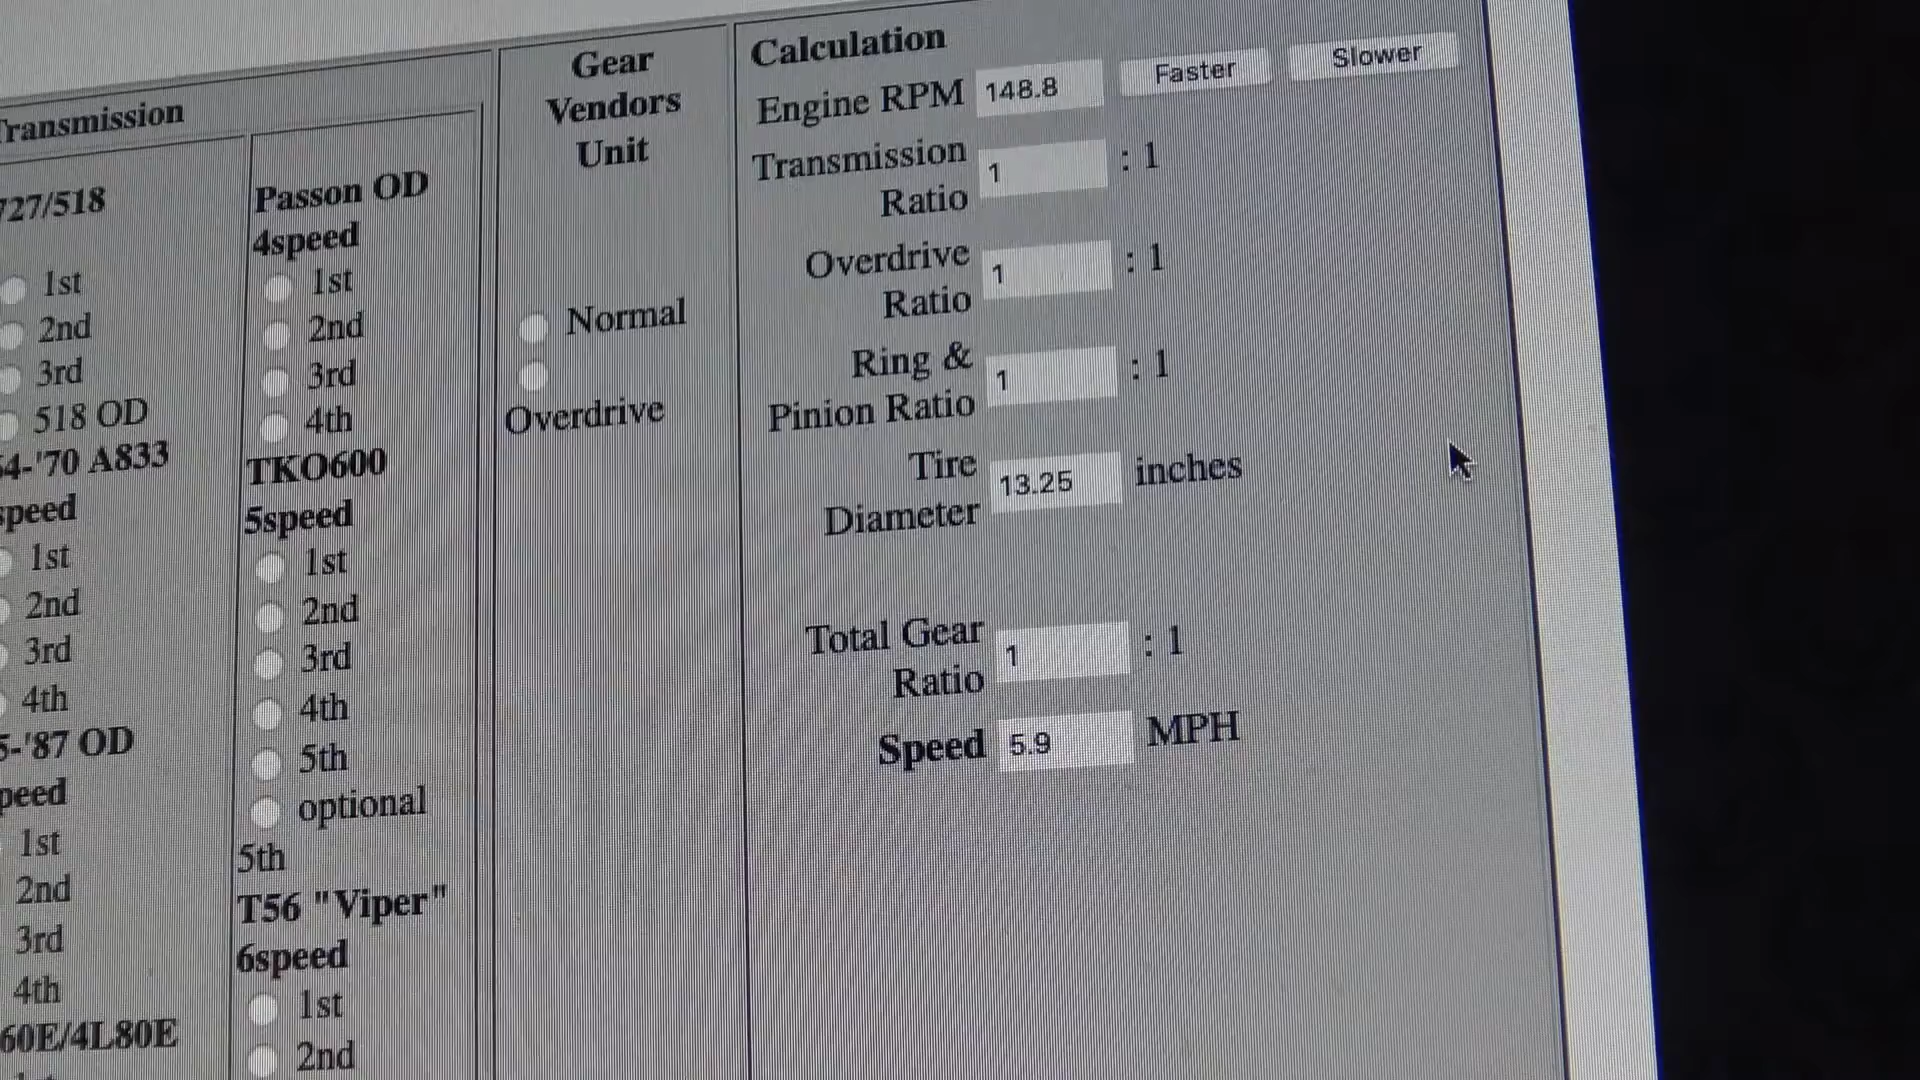 Transmission
727/518
1st
2nd
3rd
518 OD
4-'70 A833
speed
1st
2nd
3rd
4th
5-'87 OD
peed
1st
2nd
3rd
4th
60E/4L80E
Passon OD
4speed
1st
2nd
3rd
4th
TKO600
5speed
1st
2nd
3rd
4th
5th
optional
5th
T56 "Viper"
6speed
1st
2nd
Gear
Vendors
Unit
Normal
Overdrive
Calculation
Engine RPM 148.8 Faster Slower
Transmission
Ratio 1 : 1
Overdrive
Ratio 1 : 1
Ring &
Pinion Ratio 1 : 1
Tire
Diameter 13.25 inches
Total Gear
Ratio 1 : 1
Speed 5.9 MPH